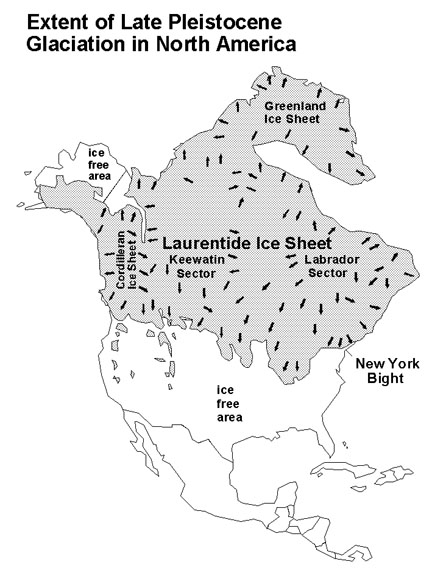 Extent of Late Pleistocene
Glaciation in North America
Greenland
Ice Sheet
ice
free
area
Laurentide Ice Sheet
Cordilleran
Ice Sheet
Keewatin
Sector
Labrador
Sector
New York
Bight
ice
free
area